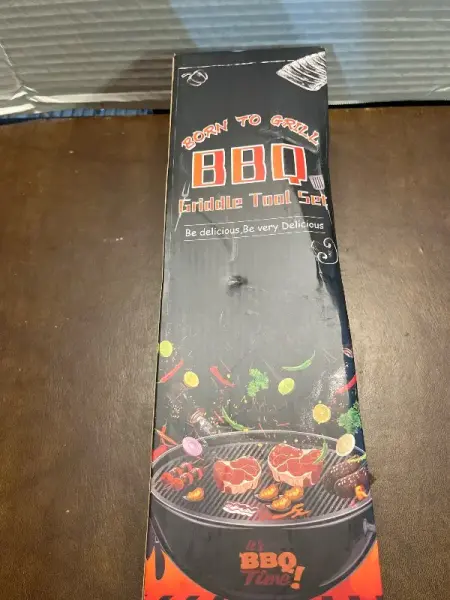 BORN TO GRILL
BBQ
Griddle Tool Set
Be delicious,Be very Delicious
it's
BBQ
Time!